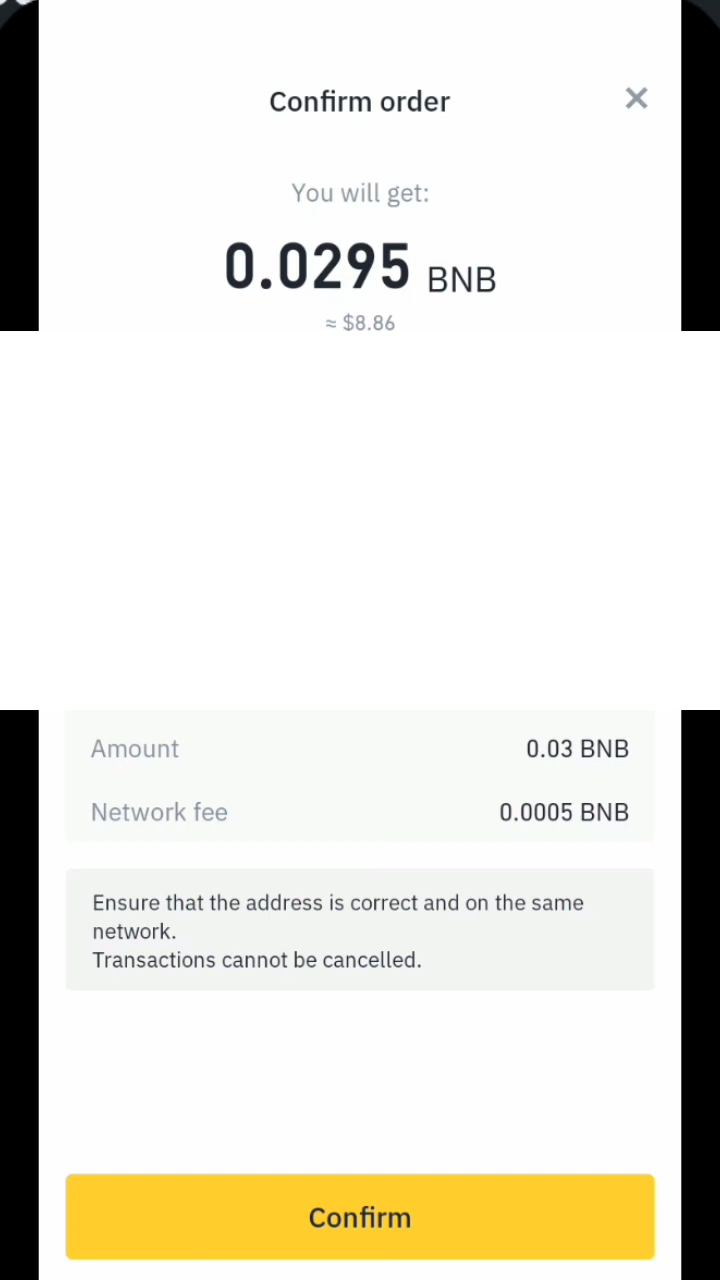 Confirm order
You will get:
0.0295 BNB
≈ $8.86
Amount 0.03 BNB
Network fee 0.0005 BNB
Ensure that the address is correct and on the same
network.
Transactions cannot be cancelled.
Confirm